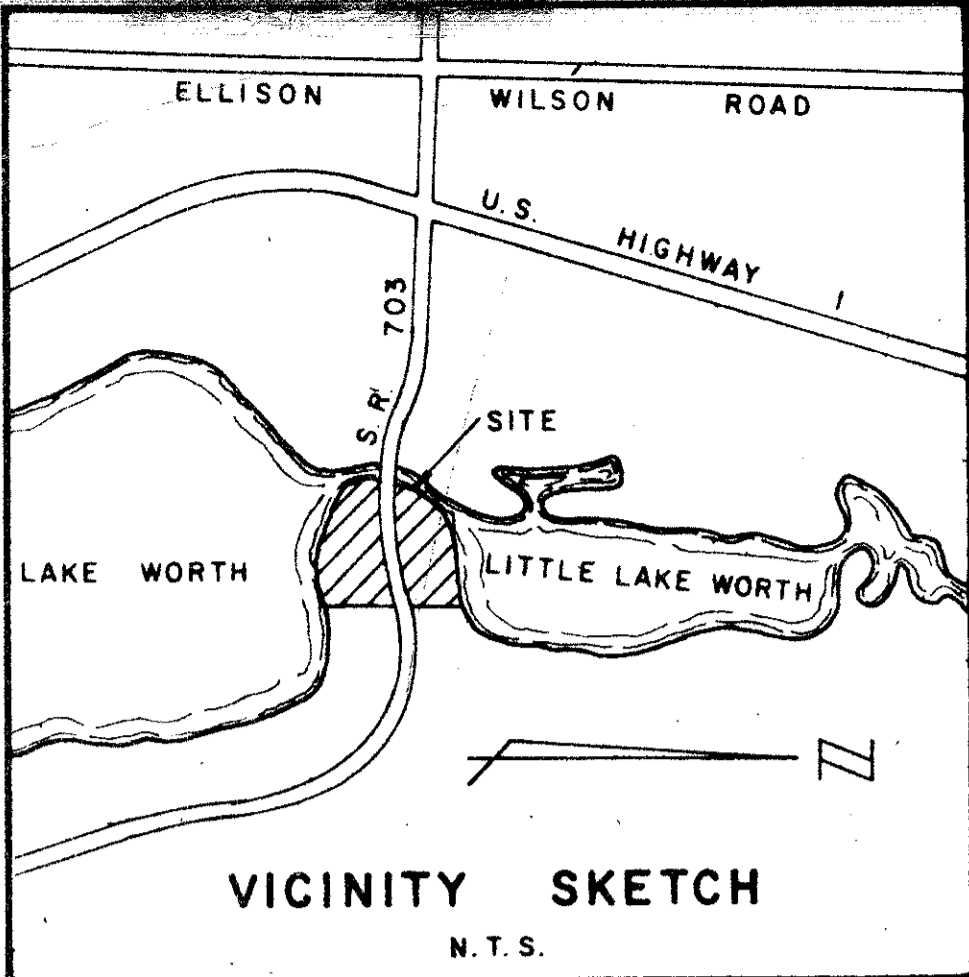 ELLISON WILSON ROAD
U.S. HIGHWAY 1
S. R. 703
SITE
LAKE WORTH
LITTLE LAKE WORTH
N
VICINITY SKETCH
N. T. S.